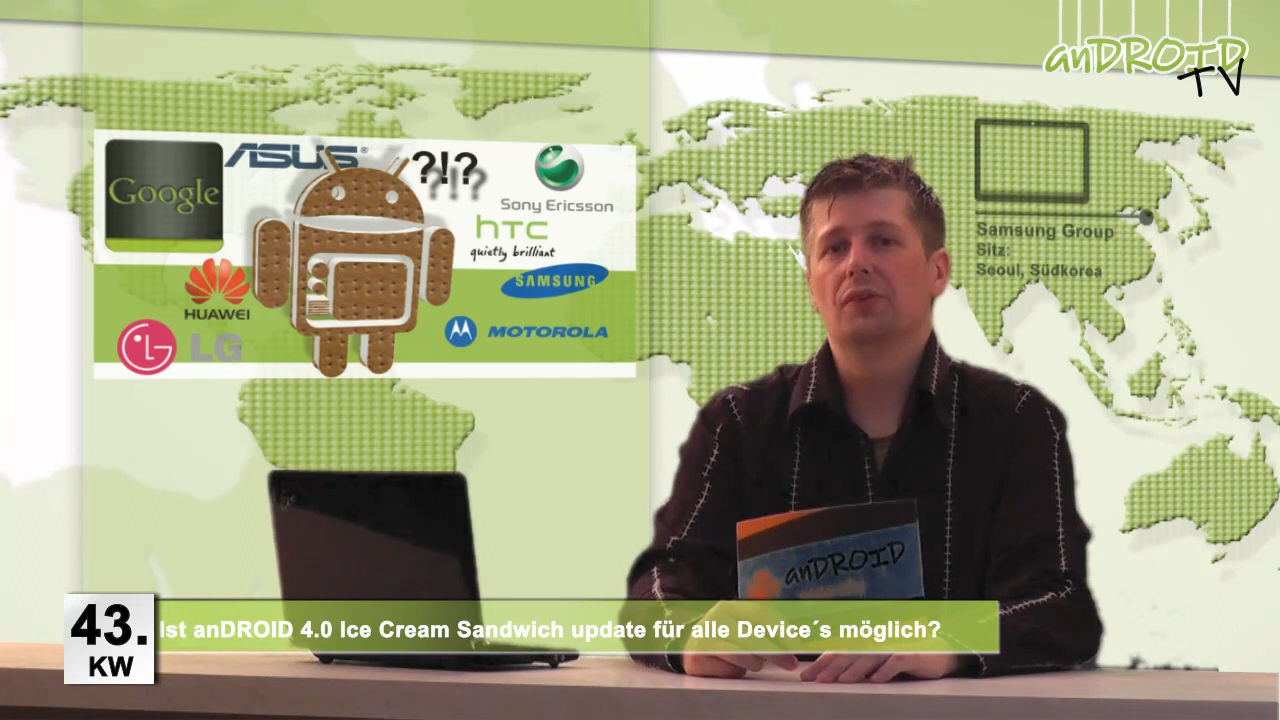 anDROID
TV
Google
ASUS
?!?
Sony Ericsson
hTC
quietly brilliant
HUAWEI
SAMSUNG
LG
MOTOROLA
Samsung Group
Sitz:
Seoul, Südkorea
anDROID
43.
KW
Ist anDROID 4.0 Ice Cream Sandwich update für alle Device´s möglich?